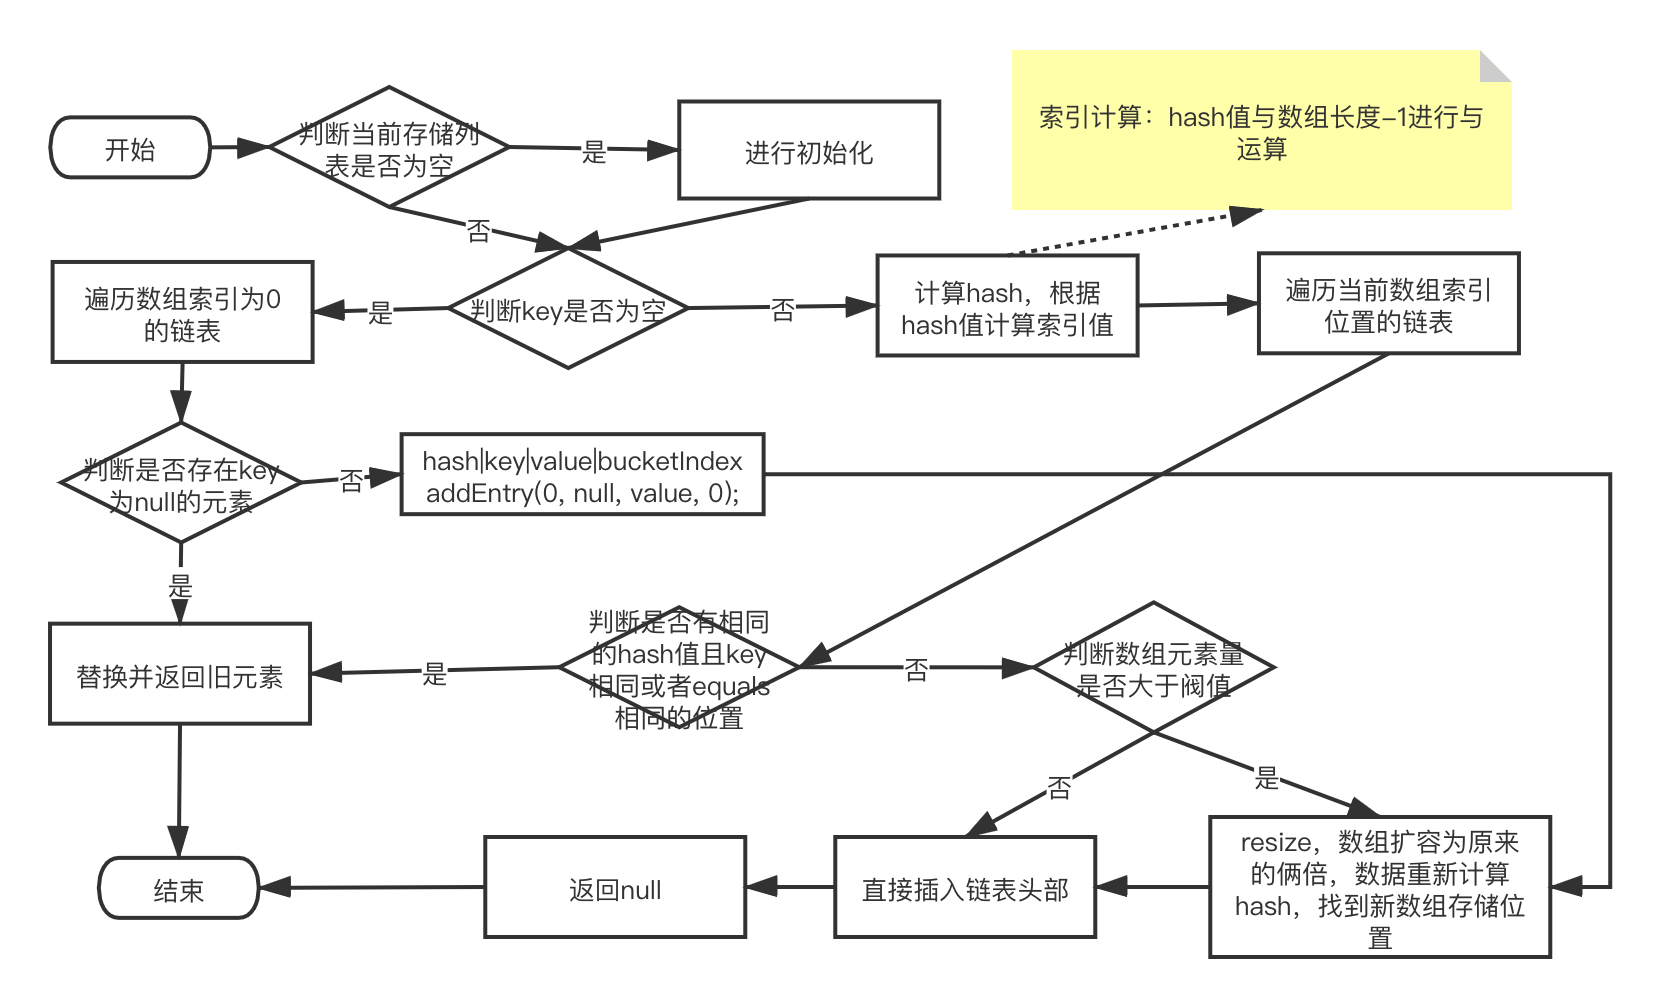 开始
判断当前存储列
表是否为空
是
进行初始化
索引计算：hash值与数组长度-1进行与
运算
否
遍历数组索引为0
的链表
是
判断key是否为空
否
计算hash，根据
hash值计算索引值
遍历当前数组索引
位置的链表
判断是否存在key
为null的元素
否
hash|key|value|bucketIndex
addEntry(0, null, value, 0);
是
替换并返回旧元素
是
判断是否有相同
的hash值且key
相同或者equals
相同的位置
否
判断数组元素量
是否大于阀值
否
是
结束
返回null
直接插入链表头部
resize，数组扩容为原来
的俩倍，数据重新计算
hash，找到新数组存储位
置